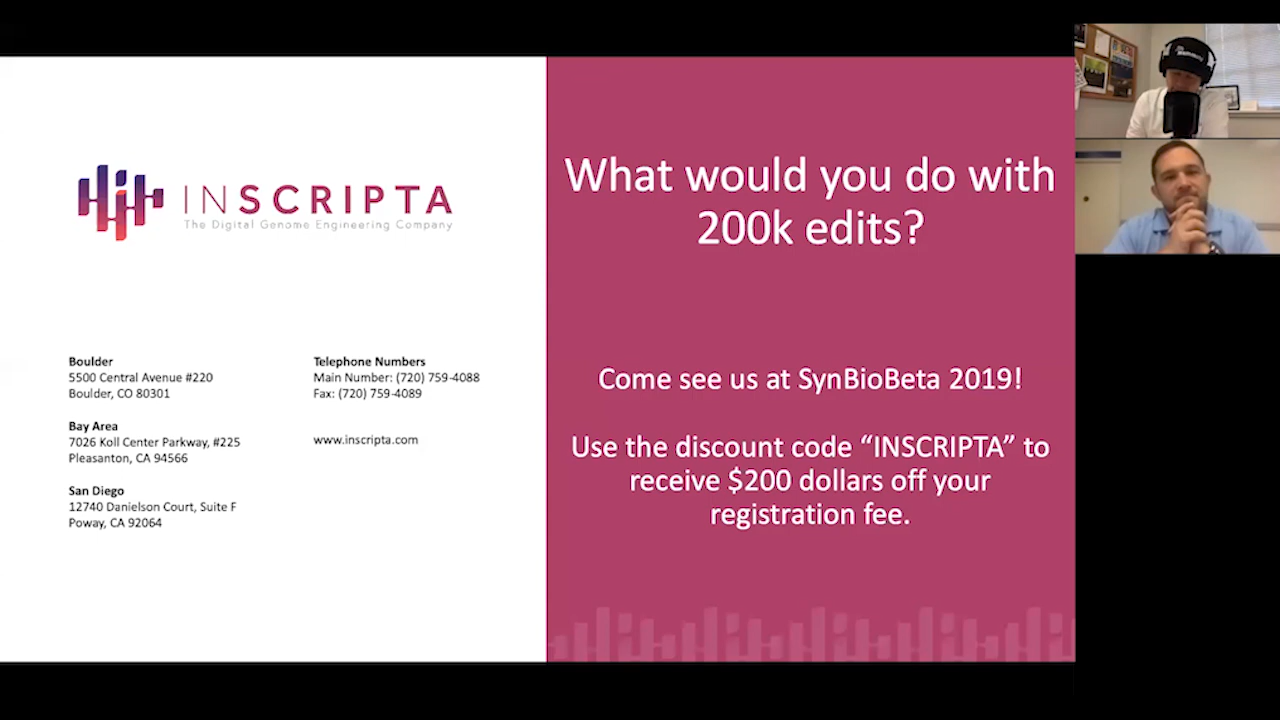 INSCRIPTA
The Digital Genome Engineering Company
Boulder
5500 Central Avenue #220
Boulder, CO 80301
Bay Area
7026 Koll Center Parkway, #225
Pleasanton, CA 94566
San Diego
12740 Danielson Court, Suite F
Poway, CA 92064
Telephone Numbers
Main Number: (720) 759-4088
Fax: (720) 759-4089
www.inscripta.com
What would you do with
200k edits?
Come see us at SynBioBeta 2019!
Use the discount code “INSCRIPTA” to
receive $200 dollars off your
registration fee.